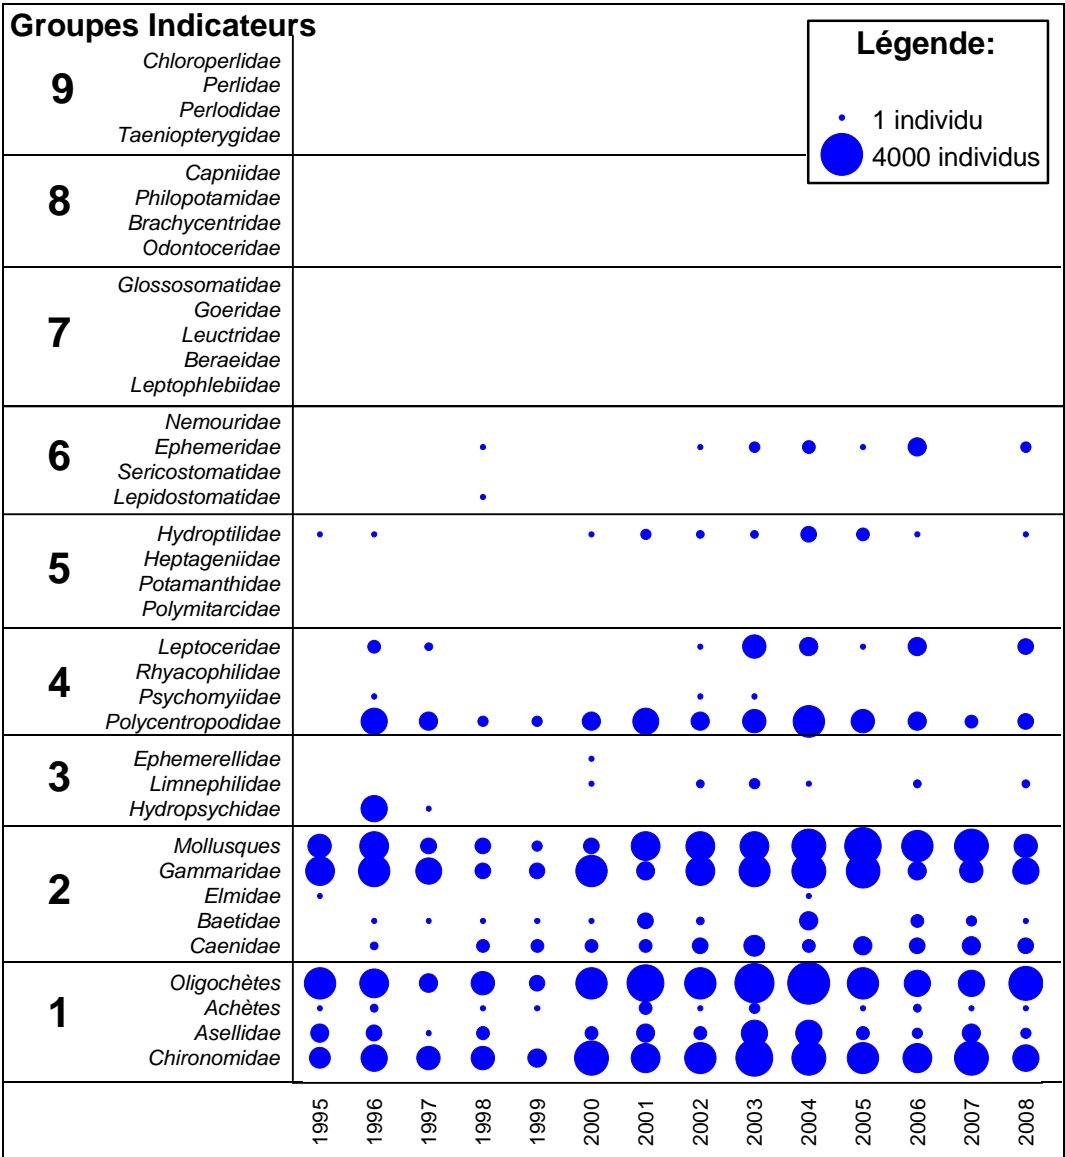 Groupes Indicateurs
Légende:
1 individu
4000 individus
9
Chloroperlidae
Perlidae
Perlodidae
Taeniopterygidae
8
Capniidae
Philopotamidae
Brachycentridae
Odontoceridae
7
Glossosomatidae
Goeridae
Leuctridae
Beraeidae
Leptophlebiidae
6
Nemouridae
Ephemeridae
Sericostomatidae
Lepidostomatidae
5
Hydroptilidae
Heptageniidae
Potamanthidae
Polymitarcidae
4
Leptoceridae
Rhyacophilidae
Psychomyiidae
Polycentropodidae
3
Ephemerellidae
Limnephilidae
Hydropsychidae
2
Mollusques
Gammaridae
Elmidae
Baetidae
Caenidae
1
Oligochètes
Achètes
Asellidae
Chironomidae
1995 1996 1997 1998 1999 2000 2001 2002 2003 2004 2005 2006 2007 2008